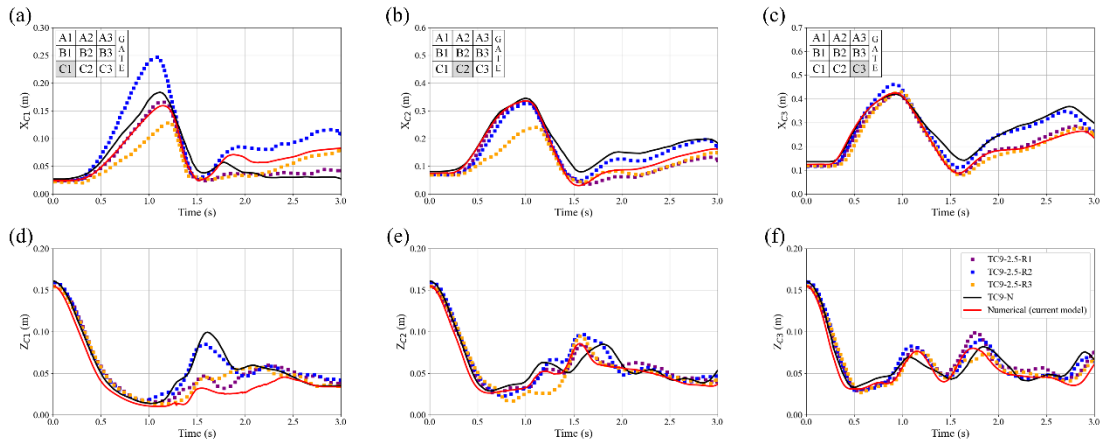 (a)
0.30
0.25
0.20
0.15
0.10
0.05
0.00
X_C1 (m)
A1 A2 A3
B1 B2 B3
C1 C2 C3
GATE
0.0 0.5 1.0 1.5 2.0 2.5 3.0
Time (s)
(b)
0.6
0.5
0.4
0.3
0.2
0.1
0.0
X_C2 (m)
A1 A2 A3
B1 B2 B3
C1 C2 C3
GATE
0.0 0.5 1.0 1.5 2.0 2.5 3.0
Time (s)
(c)
0.7
0.6
0.5
0.4
0.3
0.2
0.1
0.0
X_C3 (m)
A1 A2 A3
B1 B2 B3
C1 C2 C3
GATE
0.0 0.5 1.0 1.5 2.0 2.5 3.0
Time (s)
(d)
0.20
0.15
0.10
0.05
0.00
Z_C1 (m)
0.0 0.5 1.0 1.5 2.0 2.5 3.0
Time (s)
(e)
0.20
0.15
0.10
0.05
0.00
Z_C2 (m)
0.0 0.5 1.0 1.5 2.0 2.5 3.0
Time (s)
(f)
0.20
0.15
0.10
0.05
0.00
Z_C3 (m)
TC9-2.5-R1
TC9-2.5-R2
TC9-2.5-R3
TC9-N
Numerical (current model)
0.0 0.5 1.0 1.5 2.0 2.5 3.0
Time (s)